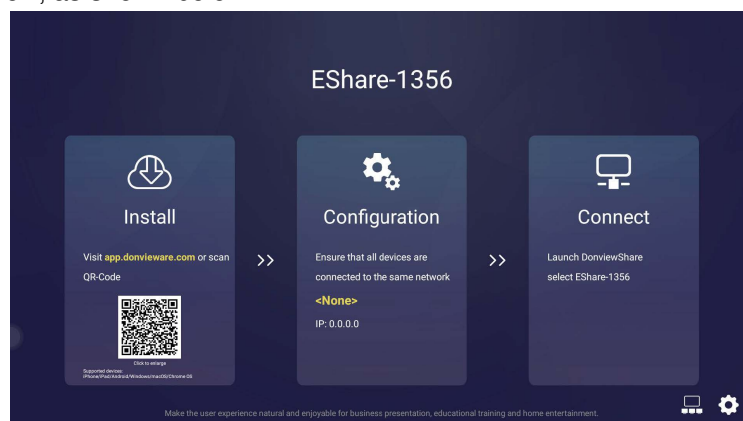 EShare-1356
Install
Visit app.donvieware.com or scan
QR-Code
Click to enlarge
Supported devices:
iPhone/iPad/Android/Windows/macOS/Chrome OS
>>
Configuration
Ensure that all devices are
connected to the same network
<None>
IP: 0.0.0.0
>>
Connect
Launch DonviewShare
select EShare-1356
Make the user experience natural and enjoyable for business presentation, educational training and home entertainment.